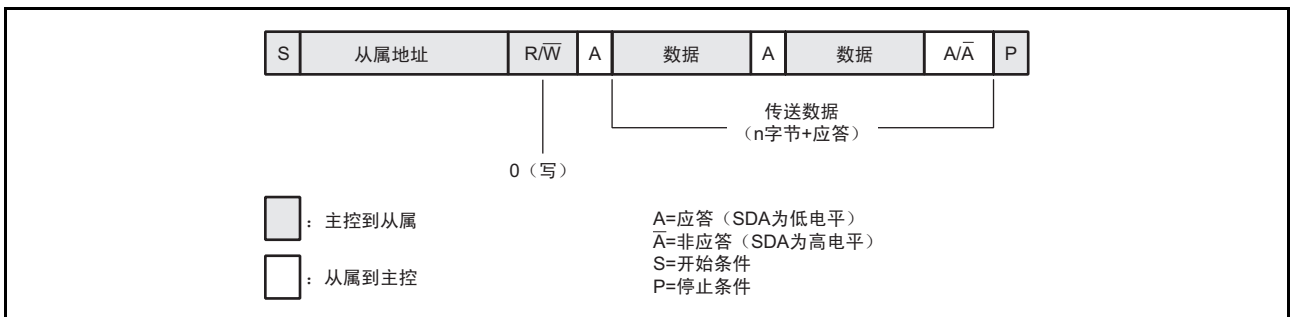 S 从属地址 R/W̅ A 数据 A 数据 A/A̅ P
传送数据
（n字节+应答）
0（写）
：主控到从属
：从属到主控
A=应答（SDA为低电平）
A̅=非应答（SDA为高电平）
S=开始条件
P=停止条件